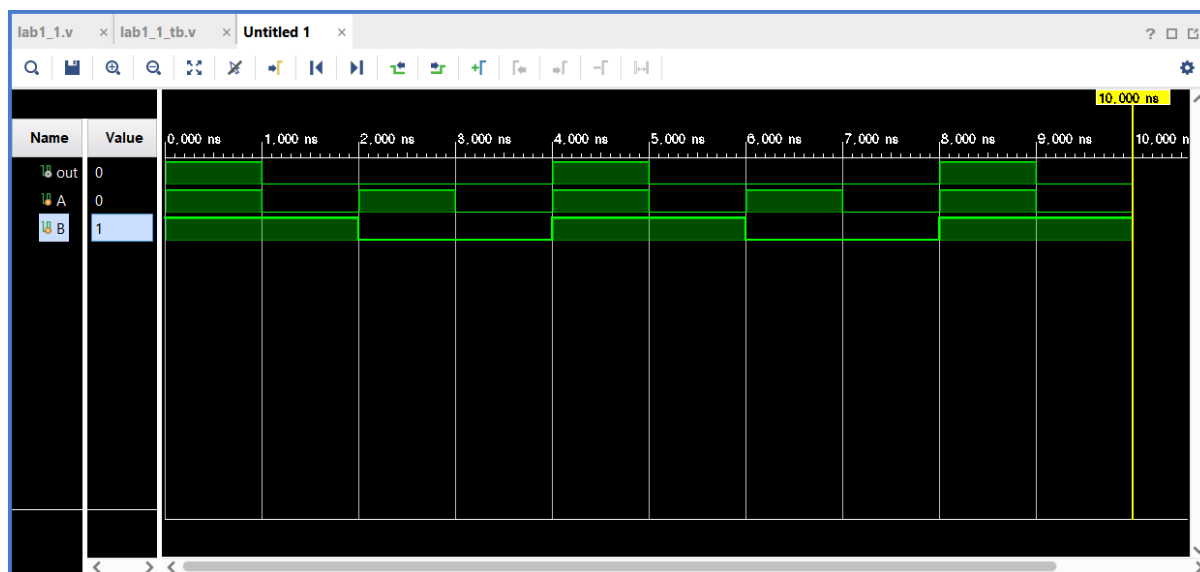 lab1_1.v × lab1_1_tb.v × Untitled 1 × ?
10,000 ns
Name Value 0,000 ns 1,000 ns 2,000 ns 3,000 ns 4,000 ns 5,000 ns 6,000 ns 7,000 ns 8,000 ns 9,000 ns 10,000 n
out 0
A 0
B 1